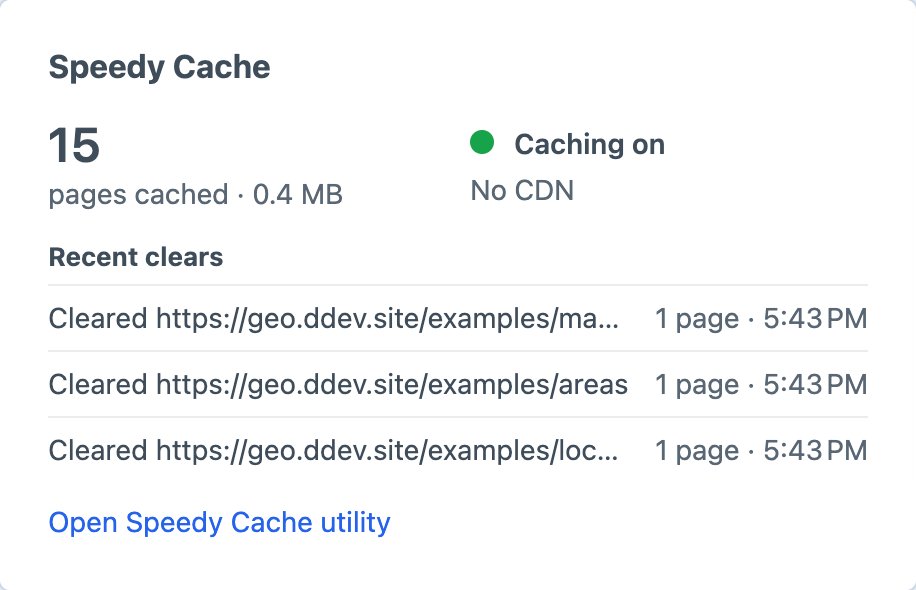 Speedy Cache
15
pages cached · 0.4 MB
Caching on
No CDN
Recent clears
Cleared https://geo.ddev.site/examples/ma... 1 page · 5:43 PM
Cleared https://geo.ddev.site/examples/areas 1 page · 5:43 PM
Cleared https://geo.ddev.site/examples/loc... 1 page · 5:43 PM
Open Speedy Cache utility